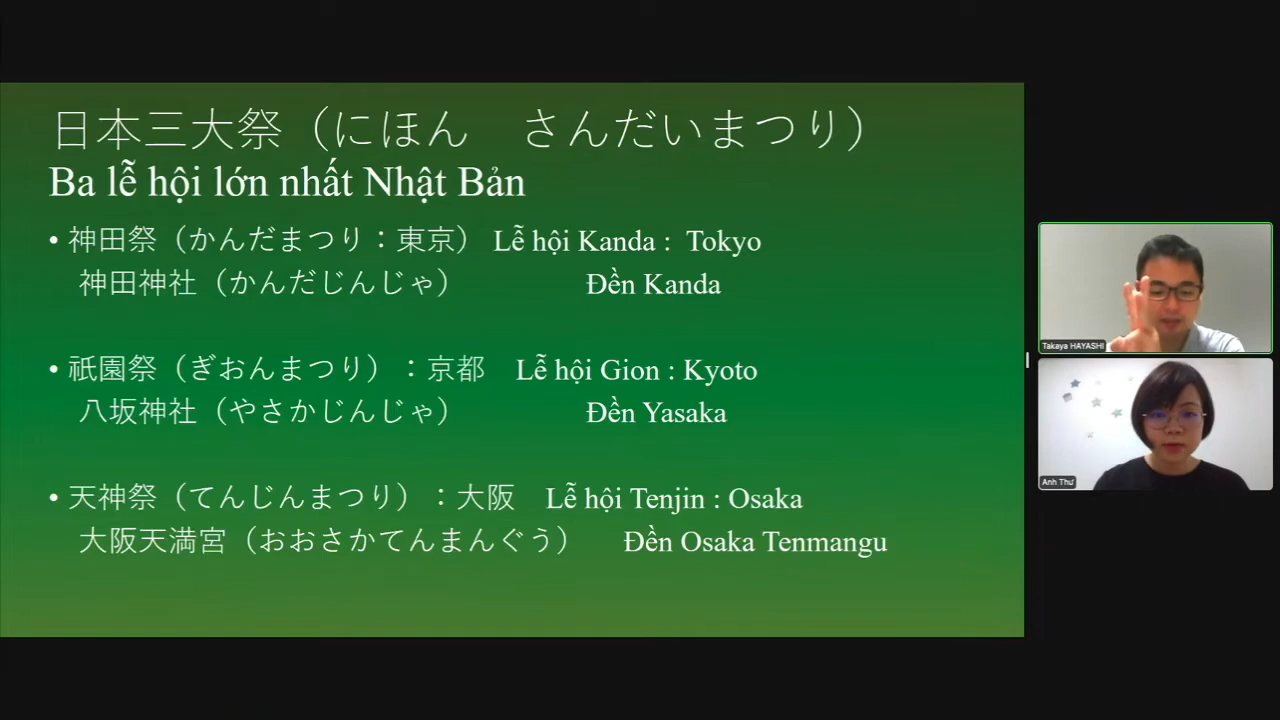 日本三大祭（にほん　さんだいまつり）
Ba lễ hội lớn nhất Nhật Bản
• 神田祭（かんだまつり：東京） Lễ hội Kanda : Tokyo
神田神社（かんだじんじゃ） Đền Kanda
• 祇園祭（ぎおんまつり）：京都 Lễ hội Gion : Kyoto
八坂神社（やさかじんじゃ） Đền Yasaka
• 天神祭（てんじんまつり）：大阪 Lễ hội Tenjin : Osaka
大阪天満宮（おおさかてんまんぐう） Đền Osaka Tenmangu
Takaya HAYASHI
Anh Thư